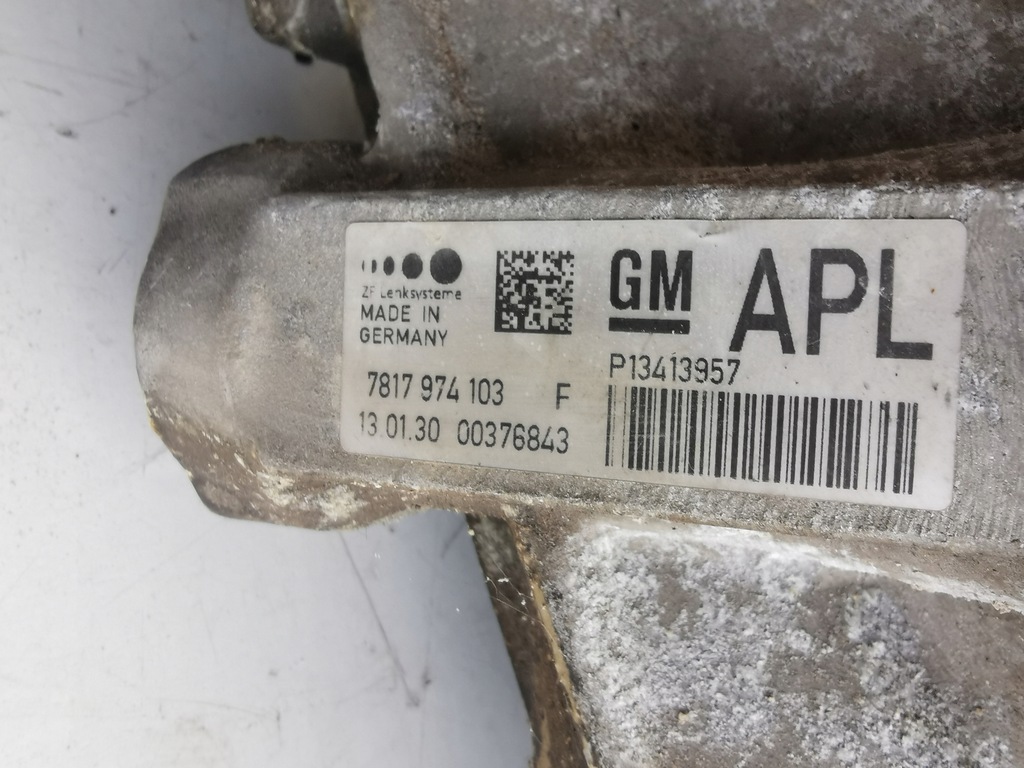 ZF Lenksysteme
MADE IN
GERMANY
7817 974 103 F
13.01.30 00376843
GM
APL
P13413957